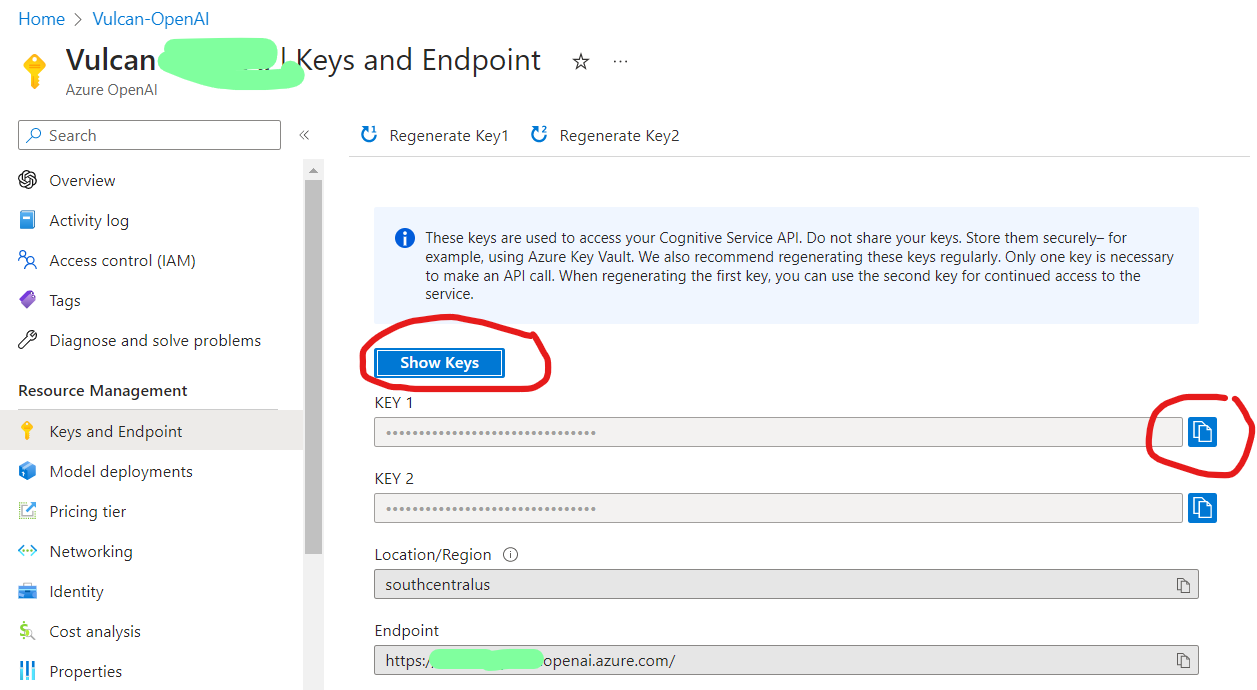 Home > Vulcan-OpenAI
Vulcan | Keys and Endpoint
Azure OpenAI
Search
Overview
Activity log
Access control (IAM)
Tags
Diagnose and solve problems
Resource Management
Keys and Endpoint
Model deployments
Pricing tier
Networking
Identity
Cost analysis
Properties
Regenerate Key1 Regenerate Key2
These keys are used to access your Cognitive Service API. Do not share your keys. Store them securely– for
example, using Azure Key Vault. We also recommend regenerating these keys regularly. Only one key is necessary
to make an API call. When regenerating the first key, you can use the second key for continued access to the
service.
Show Keys
KEY 1
••••••••••••••••••••••••••••••••
KEY 2
••••••••••••••••••••••••••••••••
Location/Region
southcentralus
Endpoint
https:/ openai.azure.com/